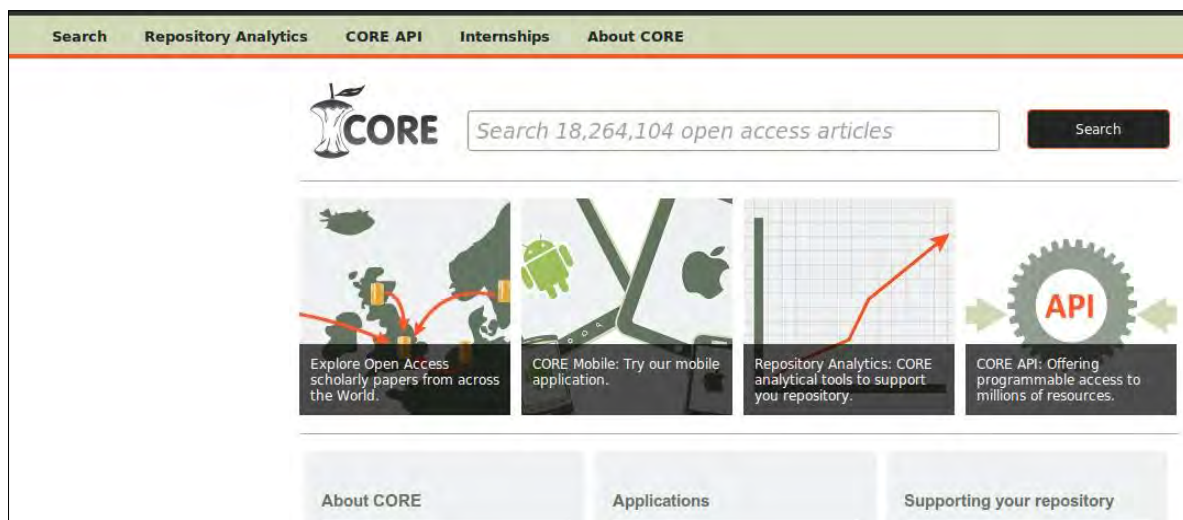 Search Repository Analytics CORE API Internships About CORE
CORE
Search 18,264,104 open access articles
Search
Explore Open Access
scholarly papers from across
the World.
CORE Mobile: Try our mobile
application.
Repository Analytics: CORE
analytical tools to support
you repository.
API
CORE API: Offering
programmable access to
millions of resources.
About CORE
Applications
Supporting your repository